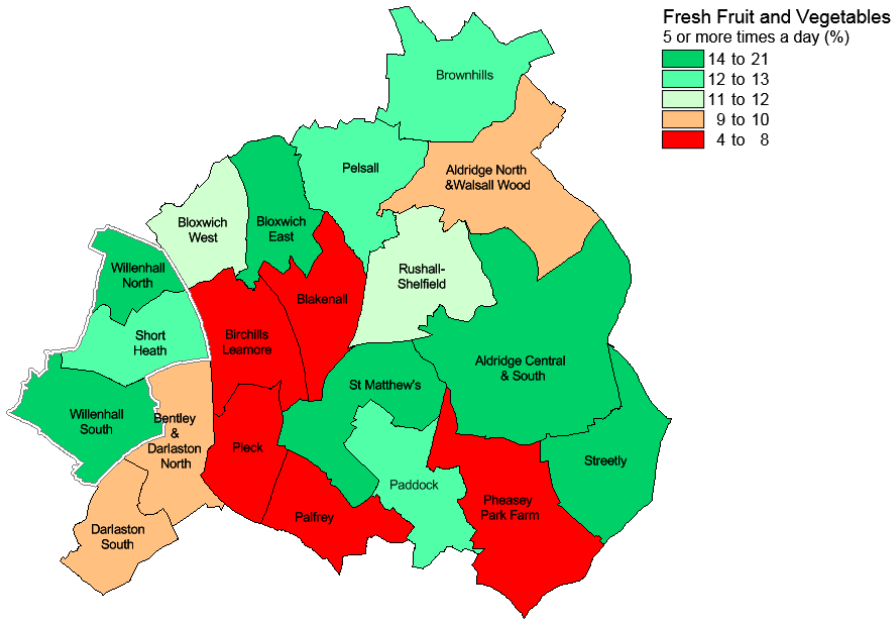 Fresh Fruit and Vegetables
5 or more times a day (%)
14 to 21
12 to 13
11 to 12
9 to 10
4 to 8
Brownhills
Pelsall
Aldridge North
&Walsall Wood
Bloxwich
West
Bloxwich
East
Willenhall
North
Rushall-
Shelfield
Blakenall
Short
Heath
Birchills
Leamore
Aldridge Central
& South
St Matthew's
Willenhall
South
Bentley
&
Darlaston
North
Pleck
Streetly
Paddock
Pheasey
Park Farm
Palfrey
Darlaston
South